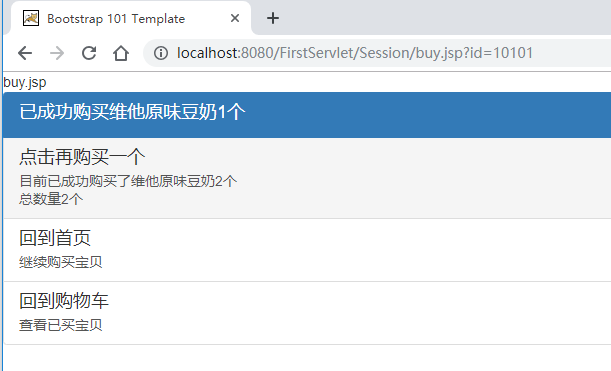 Bootstrap 101 Template
localhost:8080/FirstServlet/Session/buy.jsp?id=10101
buy.jsp
已成功购买维他原味豆奶1个
点击再购买一个
目前已成功购买了维他原味豆奶2个
总数量2个
回到首页
继续购买宝贝
回到购物车
查看已买宝贝